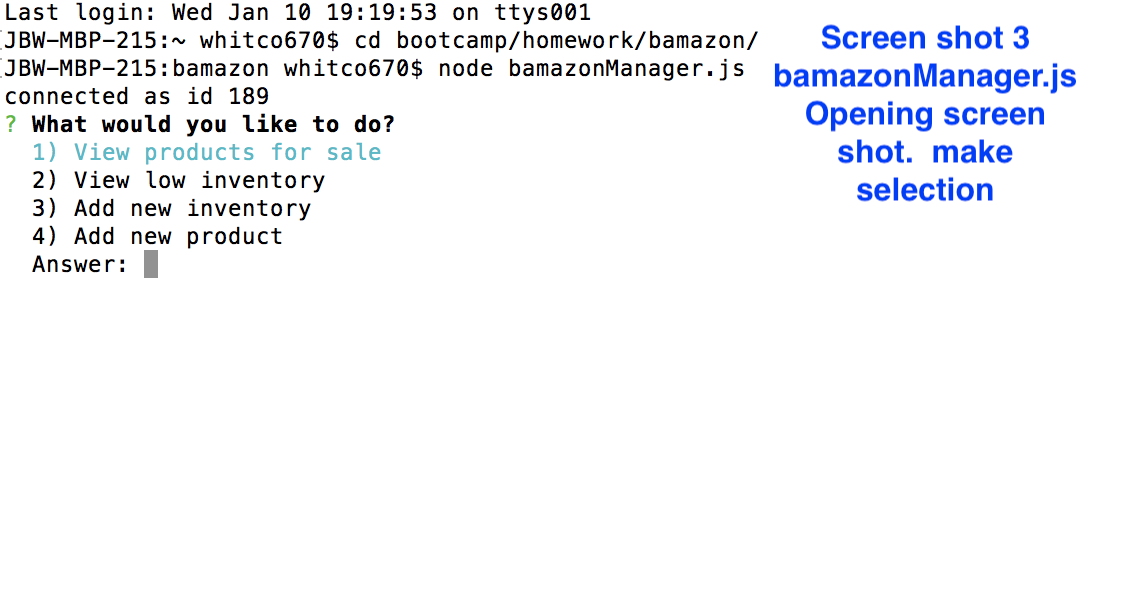 Last login: Wed Jan 10 19:19:53 on ttys001
[JBW-MBP-215:~ whitco670$ cd bootcamp/homework/bamazon/
[JBW-MBP-215:bamazon whitco670$ node bamazonManager.js
connected as id 189
? What would you like to do?
1) View products for sale
2) View low inventory
3) Add new inventory
4) Add new product
Answer:
Screen shot 3
bamazonManager.js
Opening screen
shot.  make
selection